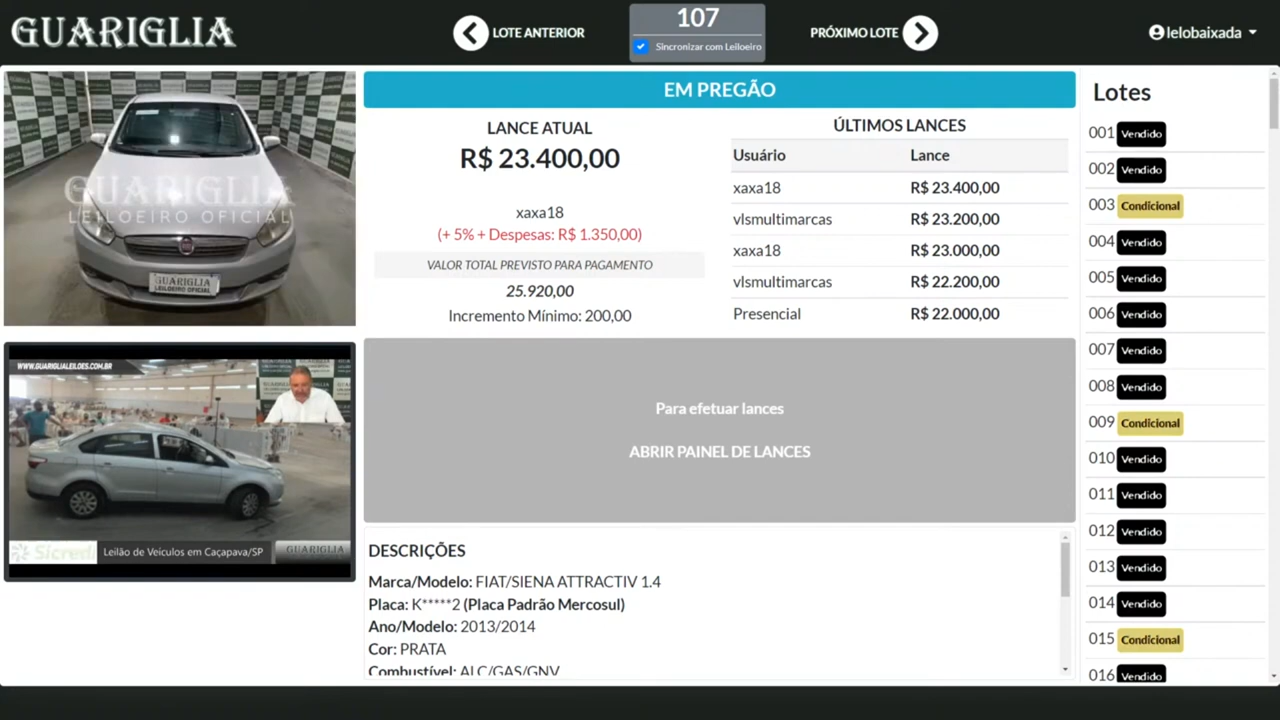 GUARIGLIA
LOTE ANTERIOR
107
Sincronizar com Leiloeiro
PRÓXIMO LOTE
lelobaixada
GUARIGLIA
LEILOEIRO OFICIAL
GUARIGLIA
LEILOEIRO OFICIAL
EM PREGÃO
LANCE ATUAL
R$ 23.400,00
xaxa18
(+ 5% + Despesas: R$ 1.350,00)
VALOR TOTAL PREVISTO PARA PAGAMENTO
25.920,00
Incremento Mínimo: 200,00
ÚLTIMOS LANCES
Usuário Lance
xaxa18 R$ 23.400,00
vlsmultimarcas R$ 23.200,00
xaxa18 R$ 23.000,00
vlsmultimarcas R$ 22.200,00
Presencial R$ 22.000,00
Para efetuar lances
ABRIR PAINEL DE LANCES
WWW.GUARIGLIALEILOES.COM.BR
Sicredi
Leilão de Veiculos em Caçapava/SP
GUARIGLIA
DESCRIÇÕES
Marca/Modelo: FIAT/SIENA ATTRACTIV 1.4
Placa: K*****2 (Placa Padrão Mercosul)
Ano/Modelo: 2013/2014
Cor: PRATA
Combustível: ALC/GAS/GNV
Lotes
001 Vendido
002 Vendido
003 Condicional
004 Vendido
005 Vendido
006 Vendido
007 Vendido
008 Vendido
009 Condicional
010 Vendido
011 Vendido
012 Vendido
013 Vendido
014 Vendido
015 Condicional
016 Vendido